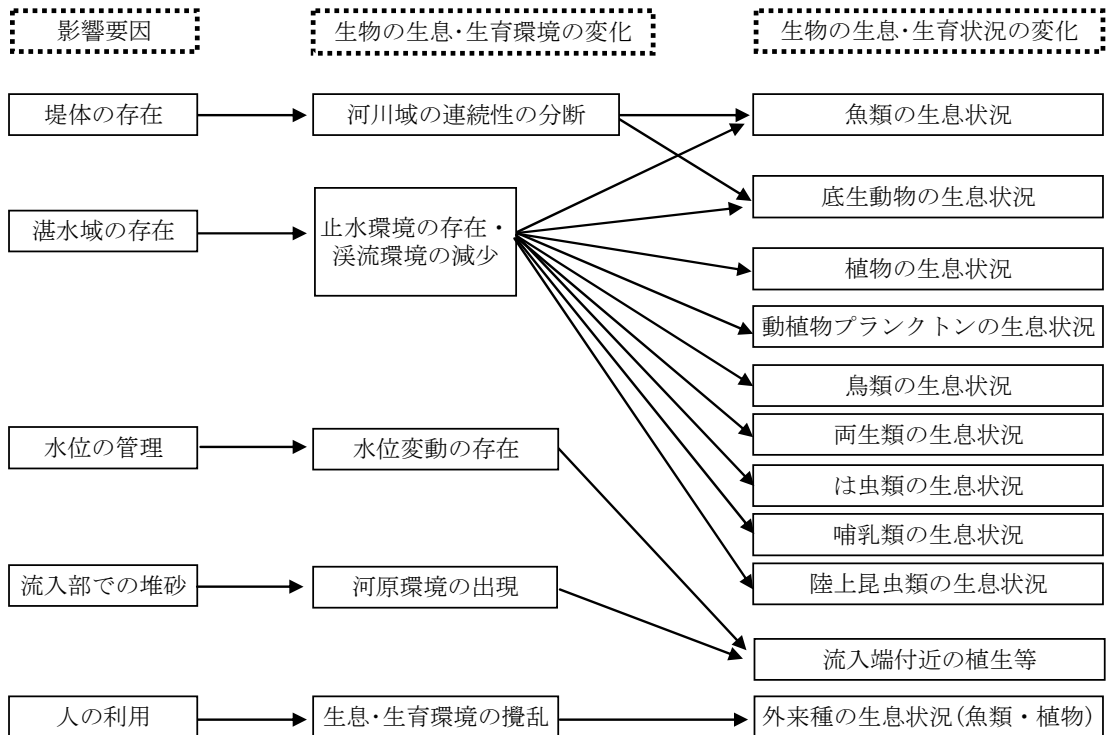 影響要因
生物の生息･生育環境の変化
生物の生息･生育状況の変化
堤体の存在
河川域の連続性の分断
魚類の生息状況
底生動物の生息状況
湛水域の存在
止水環境の存在・
渓流環境の減少
植物の生息状況
動植物プランクトンの生息状況
鳥類の生息状況
両生類の生息状況
水位の管理
水位変動の存在
は虫類の生息状況
哺乳類の生息状況
流入部での堆砂
河原環境の出現
陸上昆虫類の生息状況
流入端付近の植生等
人の利用
生息･生育環境の攪乱
外来種の生息状況(魚類・植物)